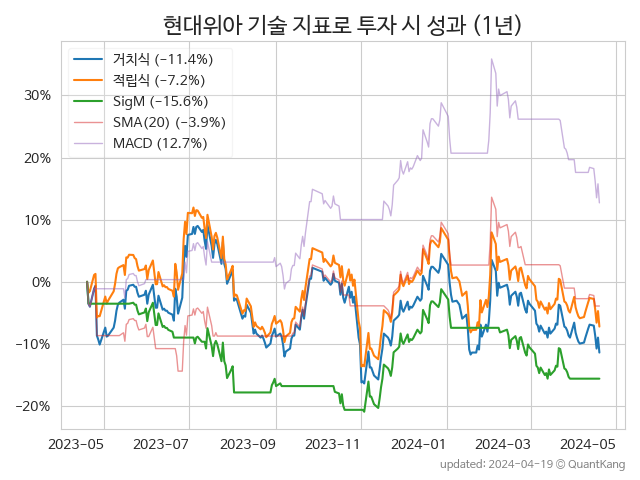 현대위아 기술 지표로 투자 시 성과 (1년)
거치식 (-11.4%)
적립식 (-7.2%)
SigM (-15.6%)
SMA(20) (-3.9%)
MACD (12.7%)
30%
20%
10%
0%
-10%
-20%
2023-05 2023-07 2023-09 2023-11 2024-01 2024-03 2024-05
updated: 2024-04-19 © QuantKang